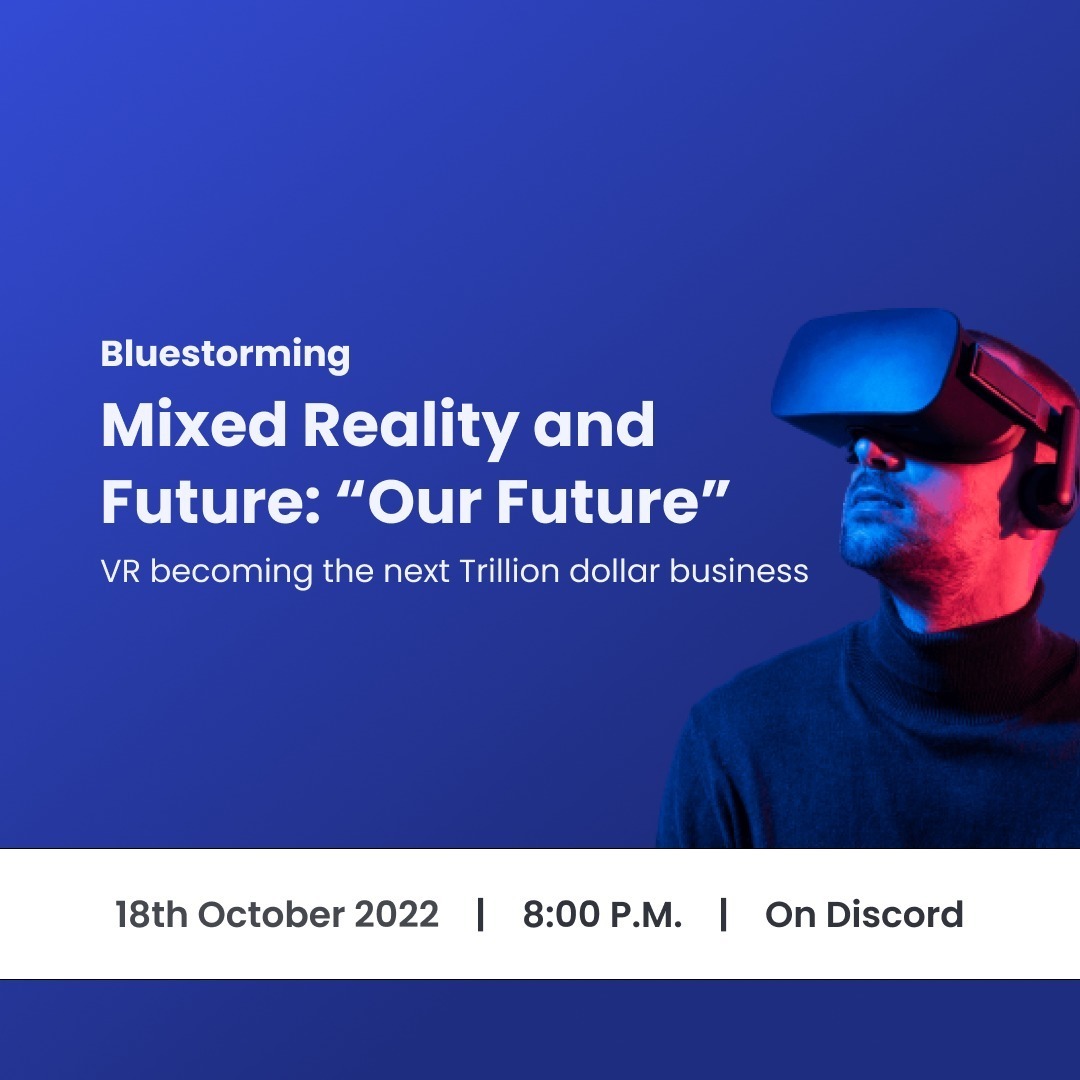 Bluestorming
Mixed Reality and
Future: “Our Future”
VR becoming the next Trillion dollar business
18th October 2022 | 8:00 P.M. | On Discord